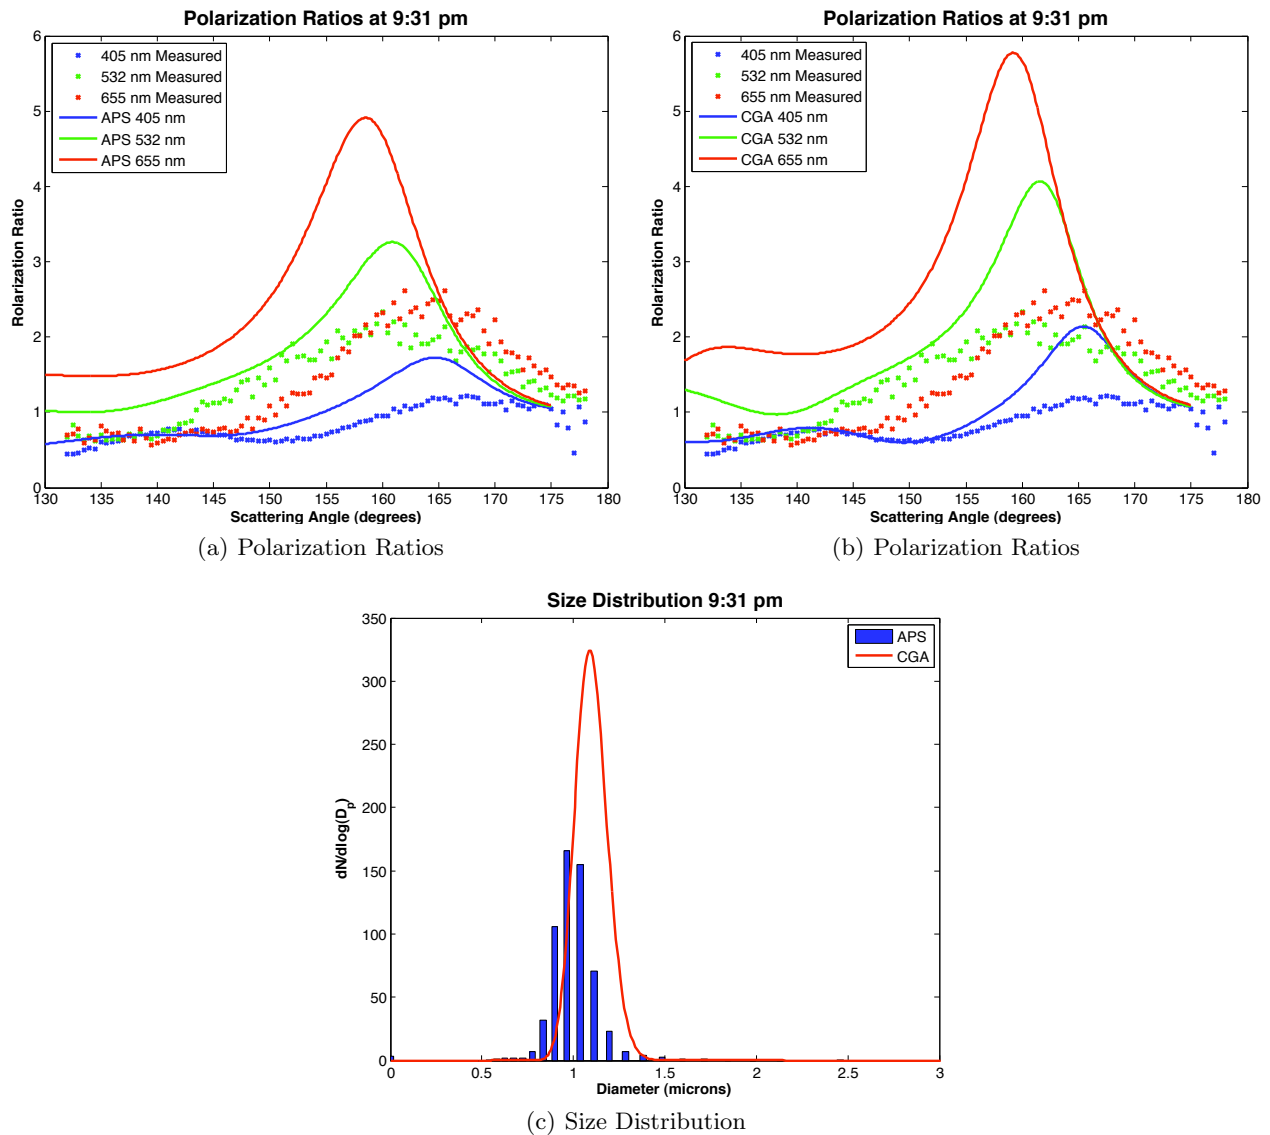 Polarization Ratios at 9:31 pm
6
5
4
3
2
1
0
Rolarization Ratio
405 nm Measured
532 nm Measured
655 nm Measured
APS 405 nm
APS 532 nm
APS 655 nm
130 135 140 145 150 155 160 165 170 175 180
Scattering Angle (degrees)
(a) Polarization Ratios
Polarization Ratios at 9:31 pm
6
5
4
3
2
1
0
Rolarization Ratio
405 nm Measured
532 nm Measured
655 nm Measured
CGA 405 nm
CGA 532 nm
CGA 655 nm
130 135 140 145 150 155 160 165 170 175 180
Scattering Angle (degrees)
(b) Polarization Ratios
Size Distribution 9:31 pm
350
300
250
200
150
100
50
0
dN/dlog(D_p)
APS
CGA
0 0.5 1 1.5 2 2.5 3
Diameter (microns)
(c) Size Distribution